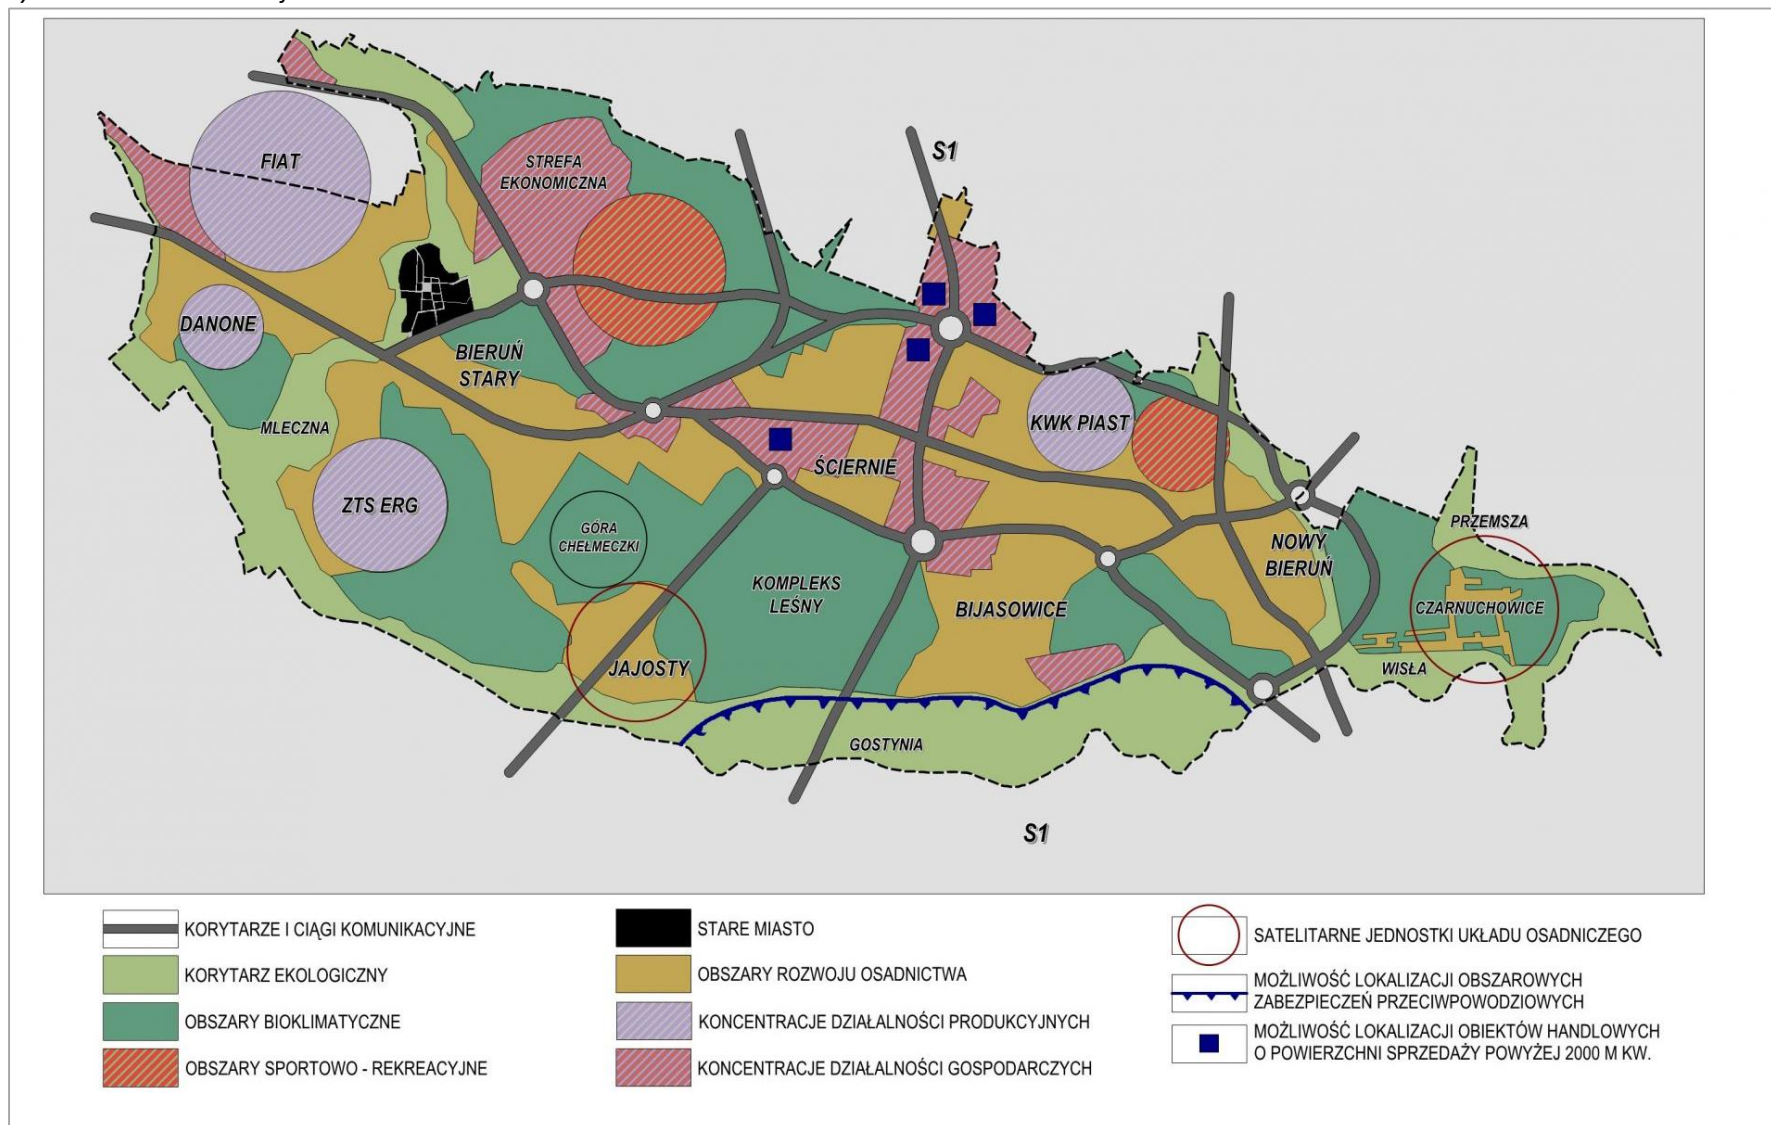 S1
FIAT
STREFA
EKONOMICZNA
DANONE
BIERUŃ
STARY
MLECZNA
KWK PIAST
ŚCIERNIE
ZTS ERG
GÓRA
CHEŁMECZKI
PRZEMSZA
NOWY
BIERUŃ
KOMPLEKS
LEŚNY
BIJASOWICE
CZARNUCHOWICE
JAJOSTY
WISŁA
GOSTYNIA
S1
KORYTARZE I CIĄGI KOMUNIKACYJNE
KORYTARZ EKOLOGICZNY
OBSZARY BIOKLIMATYCZNE
OBSZARY SPORTOWO - REKREACYJNE
STARE MIASTO
OBSZARY ROZWOJU OSADNICTWA
KONCENTRACJE DZIAŁALNOŚCI PRODUKCYJNYCH
KONCENTRACJE DZIAŁALNOŚCI GOSPODARCZYCH
SATELITARNE JEDNOSTKI UKŁADU OSADNICZEGO
MOŻLIWOŚĆ LOKALIZACJI OBSZAROWYCH
ZABEZPIECZEŃ PRZECIWPOWODZIOWYCH
MOŻLIWOŚĆ LOKALIZACJI OBIEKTÓW HANDLOWYCH
O POWIERZCHNI SPRZEDAŻY POWYŻEJ 2000 M KW.